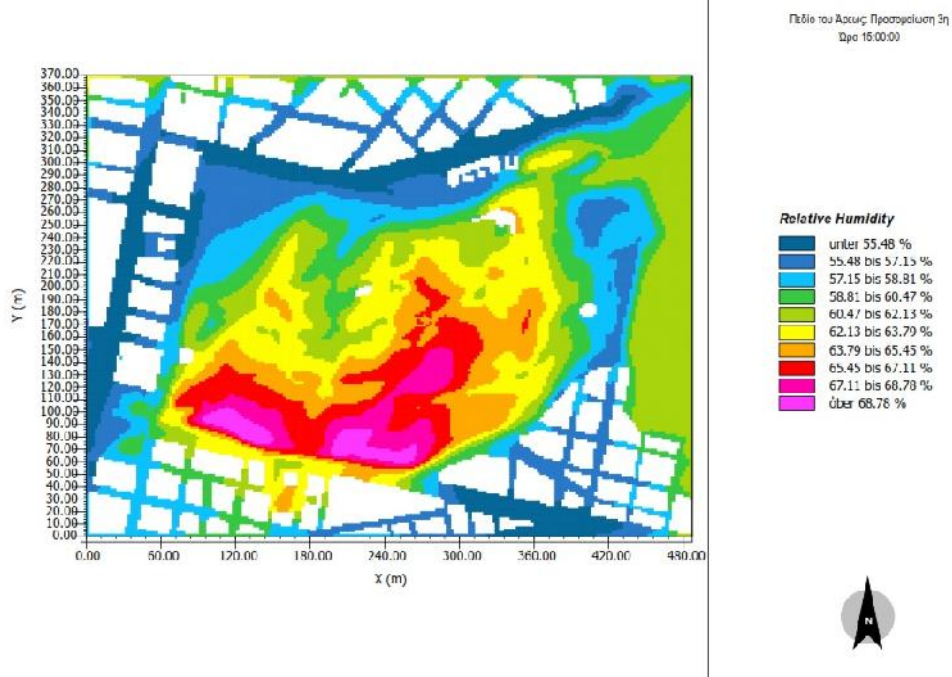 Πεδίο του Άρεως: Προσομοίωση 3η
Ώρα 15:00:00
370.00
360.00
350.00
340.00
330.00
320.00
310.00
300.00
290.00
280.00
270.00
260.00
250.00
240.00
230.00
220.00
210.00
200.00
190.00
180.00
170.00
160.00
150.00
140.00
130.00
120.00
110.00
100.00
90.00
80.00
70.00
60.00
50.00
40.00
30.00
20.00
10.00
0.00
Y (m)
0.00 60.00 120.00 180.00 240.00 300.00 360.00 420.00 480.00
X (m)
Relative Humidity
unter 55.48 %
55.48 bis 57.15 %
57.15 bis 58.81 %
58.81 bis 60.47 %
60.47 bis 62.13 %
62.13 bis 63.79 %
63.79 bis 65.45 %
65.45 bis 67.11 %
67.11 bis 68.78 %
über 68.78 %
N